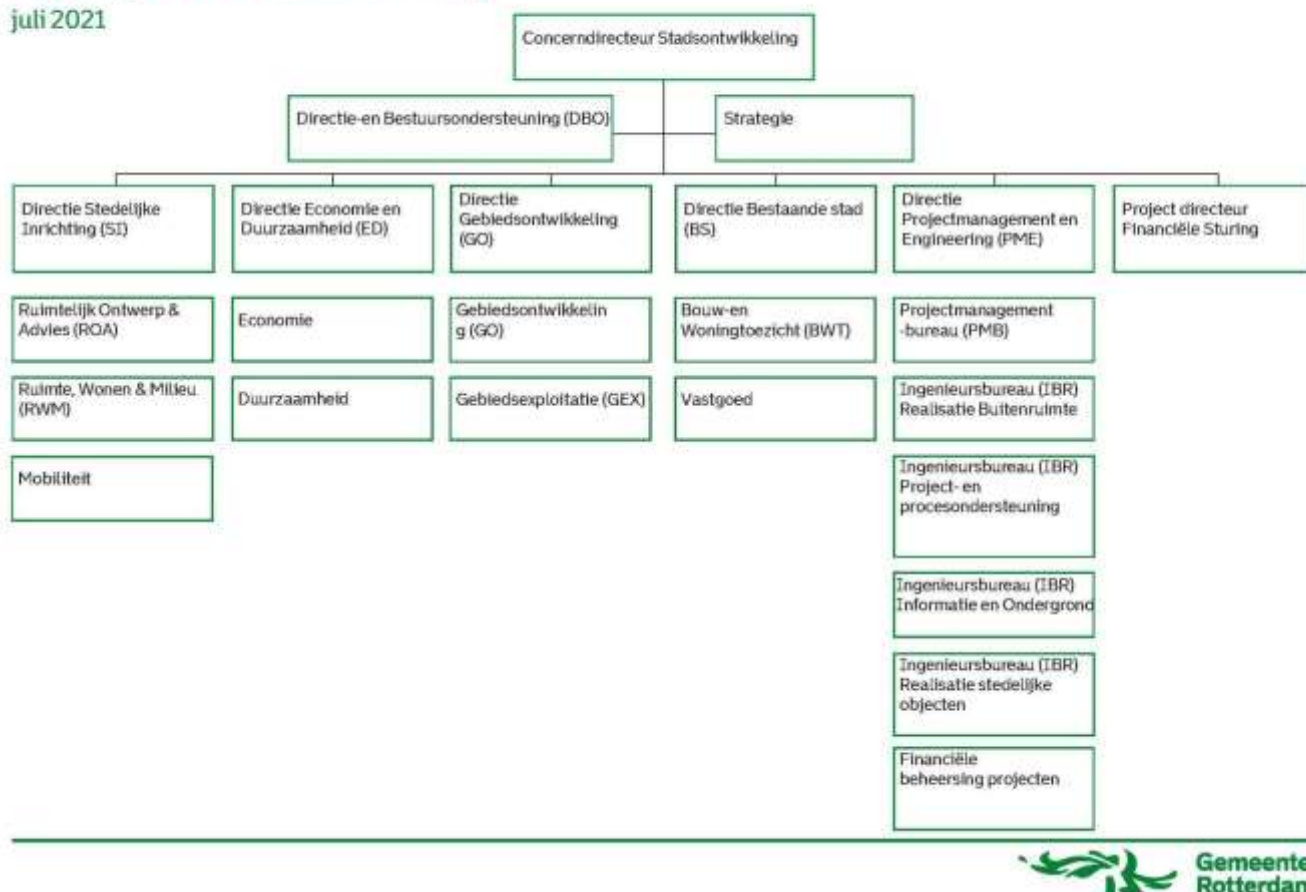 juli 2021
Concerndirecteur Stadsontwikkeling
Directie-en Bestuursondersteuning (DBO)
Strategie
Directie Stedelijke
Inrichting (SI)
Directie Economie en
Duurzaamheid (ED)
Directie
Gebiedsontwikkeling
(GO)
Directie Bestaande stad
(BS)
Directie
Projectmanagement en
Engineering (PME)
Project directeur
Financiële Sturing
Ruimtelijk Ontwerp &
Advies (ROA)
Economie
Gebiedsontwikkelin
g (GO)
Bouw-en
Woningtoezicht (BWT)
Projectmanagement
-bureau (PMB)
Ruimte, Wonen & Milieu
(RWM)
Duurzaamheid
Gebiedsexploitatie (GEX)
Vastgoed
Ingenieursbureau (IBR)
Realisatie Buitenruimte
Mobiliteit
Ingenieursbureau (IBR)
Project- en
procesondersteuning
Ingenieursbureau (IBR)
Informatie en Ondergrond
Ingenieursbureau (IBR)
Realisatie stedelijke
objecten
Financiële
beheersing projecten
Gemeente
Rotterdam